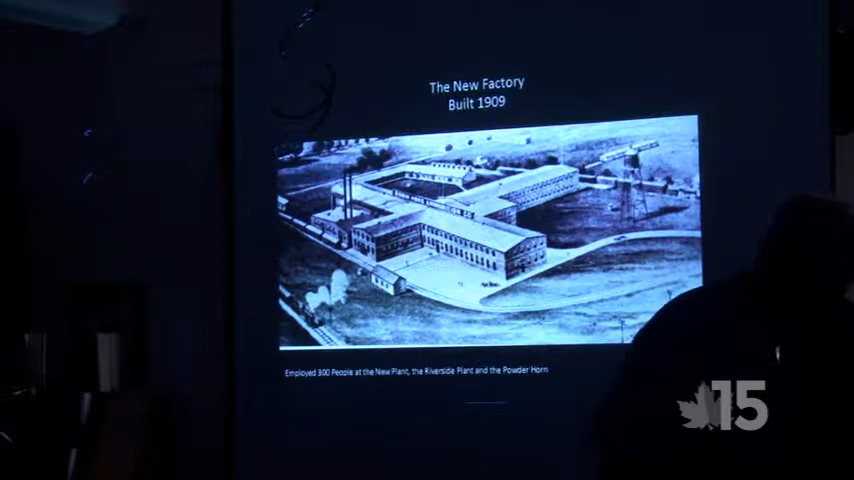 The New Factory
Built 1909
Employed 300 People at the New Plant, the Riverside Plant and the Powder Horn
15